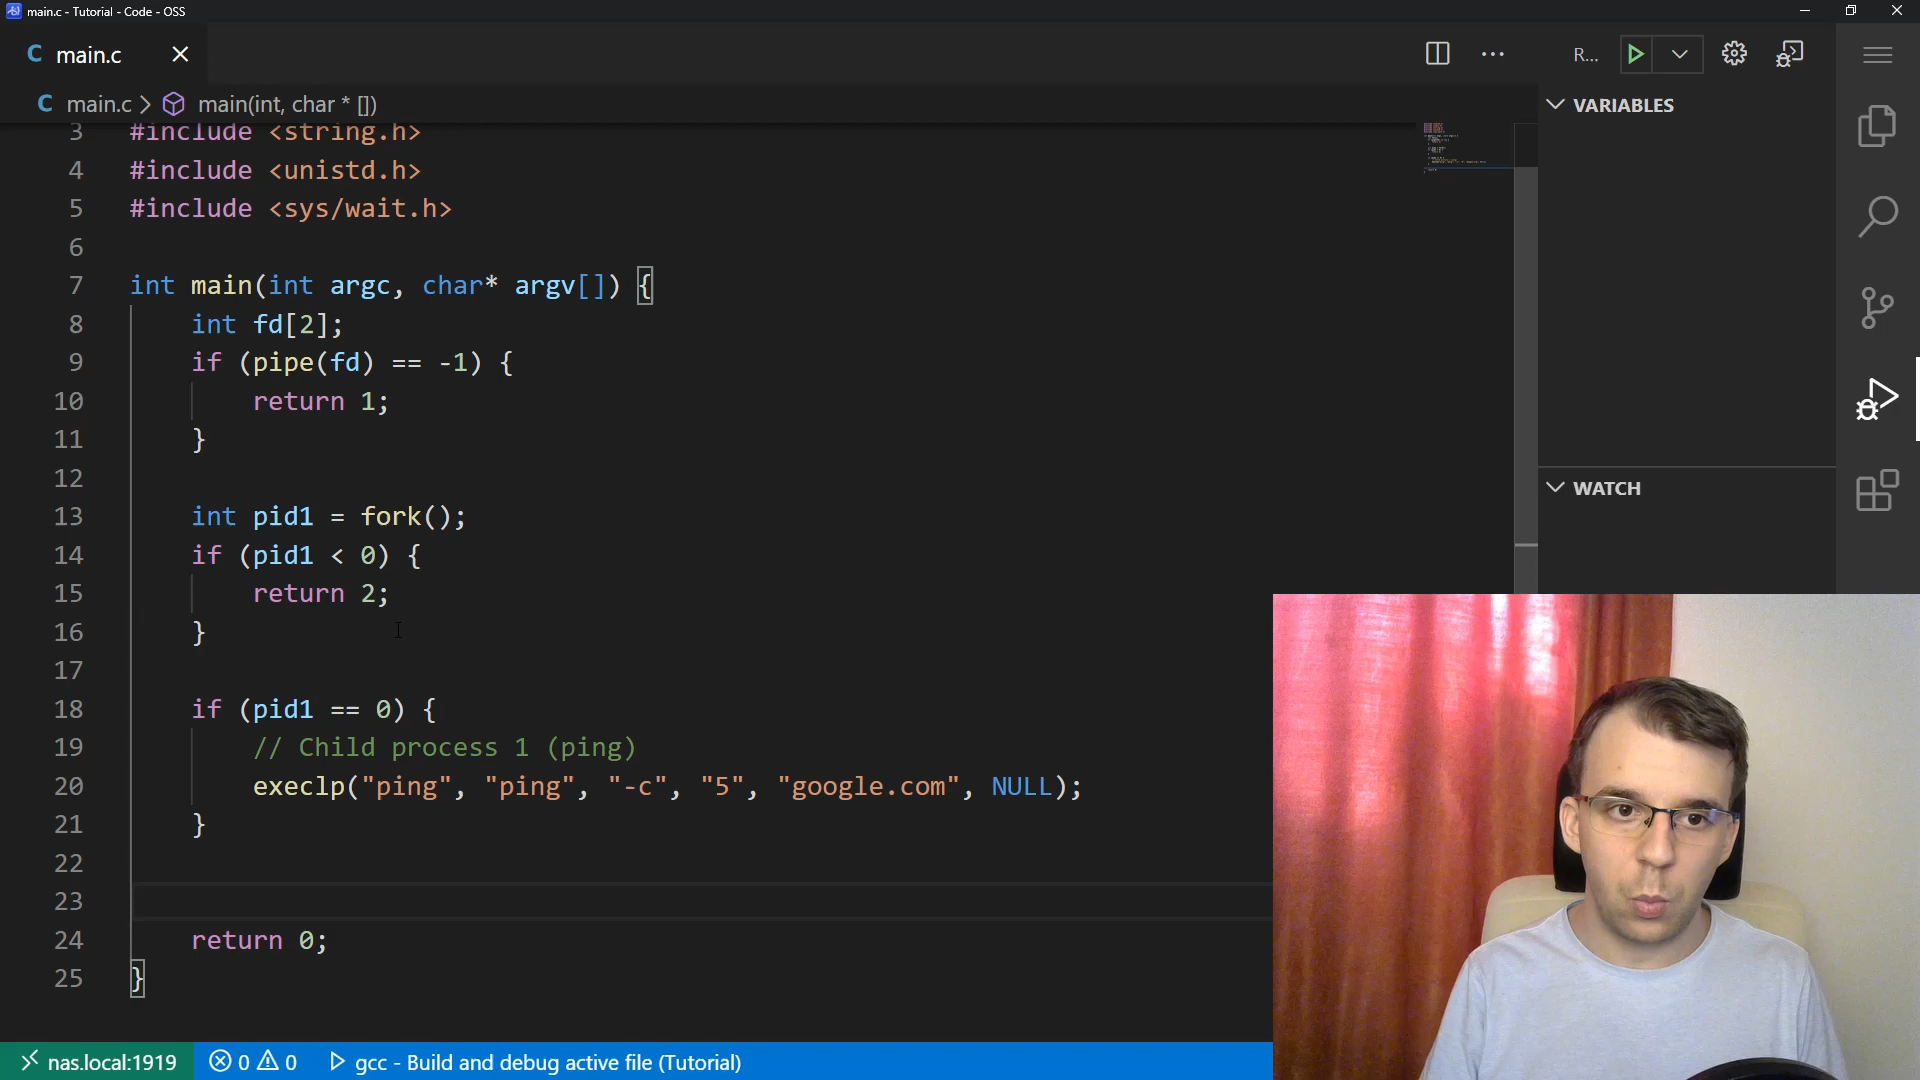 main.c - Tutorial - Code - OSS
C main.c
R...
C main.c > main(int, char * [])
VARIABLES
3 #include <string.h>
4 #include <unistd.h>
5 #include <sys/wait.h>
6
7 int main(int argc, char* argv[]) {
8 int fd[2];
9 if (pipe(fd) == -1) {
10 return 1;
11 }
12
13 int pid1 = fork();
14 if (pid1 < 0) {
15 return 2;
16 }
17
18 if (pid1 == 0) {
19 // Child process 1 (ping)
20 execlp("ping", "ping", "-c", "5", "google.com", NULL);
21 }
22
23
24 return 0;
25 }
WATCH
nas.local:1919 0 0 gcc - Build and debug active file (Tutorial)